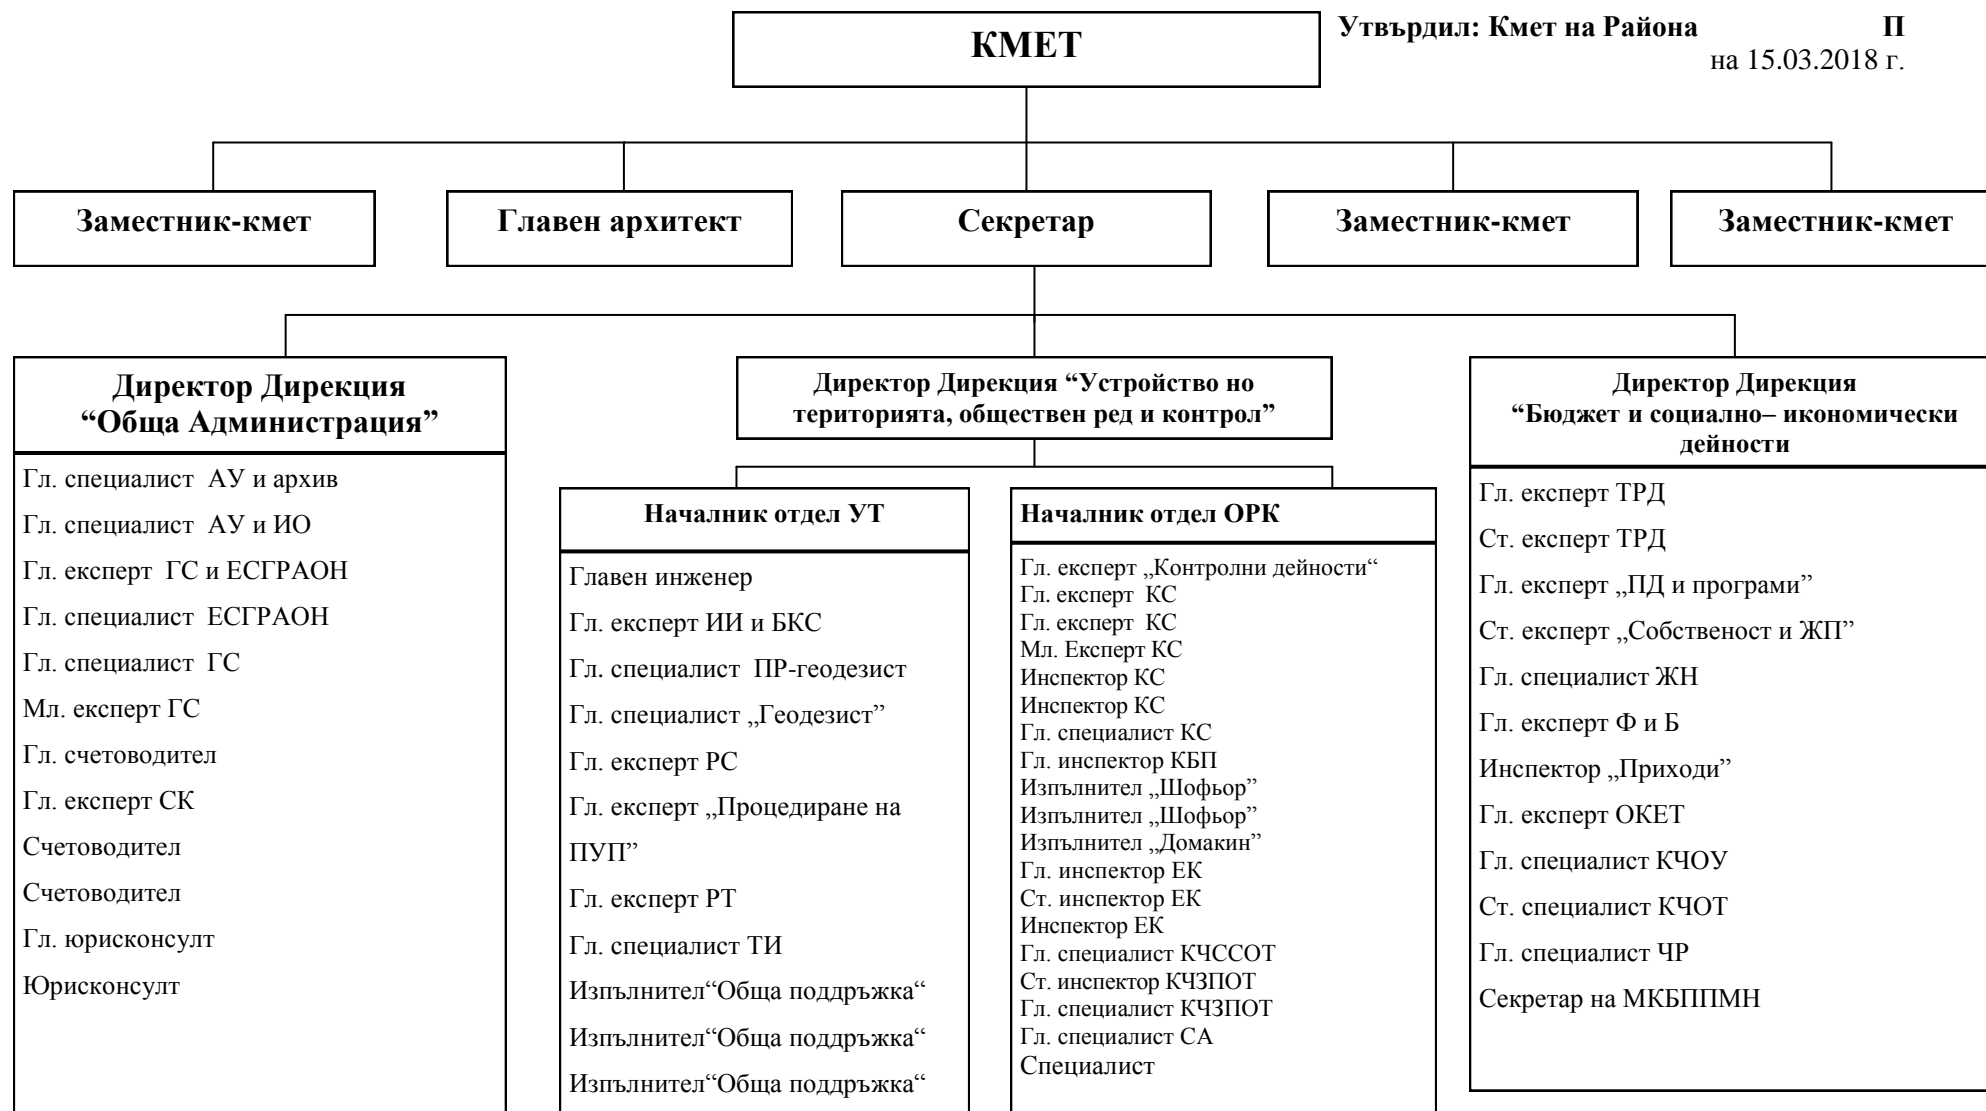 КМЕТ
Утвърдил: Кмет на Района П
на 15.03.2018 г.
Заместник-кмет
Главен архитект
Секретар
Заместник-кмет
Заместник-кмет
Директор Дирекция
“Обща Администрация”
Гл. специалист АУ и архив
Гл. специалист АУ и ИО
Гл. експерт ГС и ЕСГРАОН
Гл. специалист ЕСГРАОН
Гл. специалист ГС
Мл. експерт ГС
Гл. счетоводител
Гл. експерт СК
Счетоводител
Счетоводител
Гл. юрисконсулт
Юрисконсулт
Директор Дирекция “Устройство но
територията, обществен ред и контрол”
Началник отдел УТ
Главен инженер
Гл. експерт ИИ и БКС
Гл. специалист ПР-геодезист
Гл. специалист „Геодезист”
Гл. експерт РС
Гл. експерт „Процедиране на
ПУП”
Гл. експерт РТ
Гл. специалист ТИ
Изпълнител“Обща поддръжка“
Изпълнител“Обща поддръжка“
Изпълнител“Обща поддръжка“
Началник отдел ОРК
Гл. експерт „Контролни дейности“
Гл. експерт КС
Гл. експерт КС
Мл. Експерт КС
Инспектор КС
Инспектор КС
Гл. специалист КС
Гл. инспектор КБП
Изпълнител „Шофьор”
Изпълнител „Шофьор”
Изпълнител „Домакин”
Гл. инспектор ЕК
Ст. инспектор ЕК
Инспектор ЕК
Гл. специалист КЧССОТ
Ст. инспектор КЧЗПОТ
Гл. специалист КЧЗПОТ
Гл. специалист СА
Специалист
Директор Дирекция
“Бюджет и социално– икономически
дейности
Гл. експерт ТРД
Ст. експерт ТРД
Гл. експерт „ПД и програми”
Ст. експерт „Собственост и ЖП”
Гл. специалист ЖН
Гл. експерт Ф и Б
Инспектор „Приходи”
Гл. експерт ОКЕТ
Гл. специалист КЧОУ
Ст. специалист КЧОТ
Гл. специалист ЧР
Секретар на МКБППМН